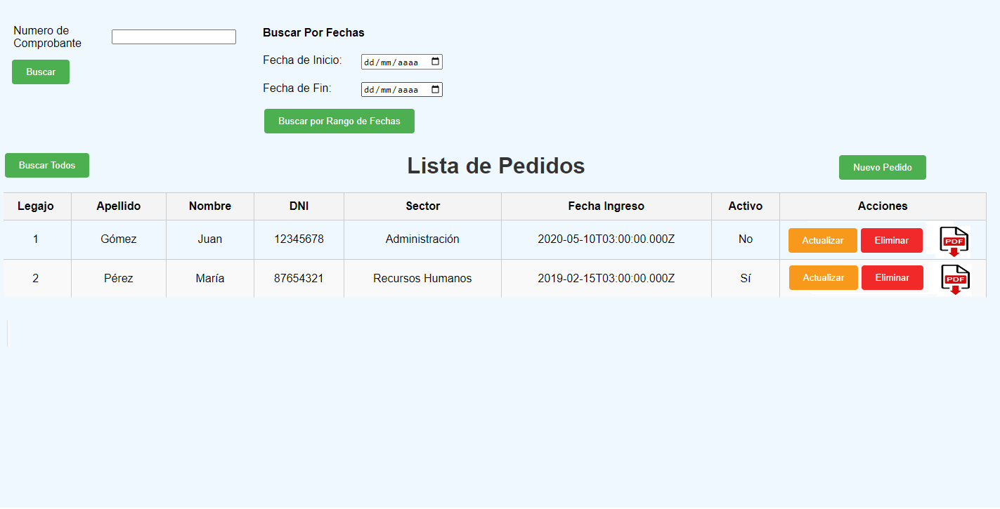 Numero de
Comprobante
Buscar
Buscar Por Fechas
Fecha de Inicio: dd/mm/aaaa
Fecha de Fin: dd/mm/aaaa
Buscar por Rango de Fechas
Buscar Todos Lista de Pedidos Nuevo Pedido
Legajo Apellido Nombre DNI Sector Fecha Ingreso Activo Acciones
1 Gómez Juan 12345678 Administración 2020-05-10T03:00:00.000Z No Actualizar Eliminar PDF
2 Pérez María 87654321 Recursos Humanos 2019-02-15T03:00:00.000Z Sí Actualizar Eliminar PDF